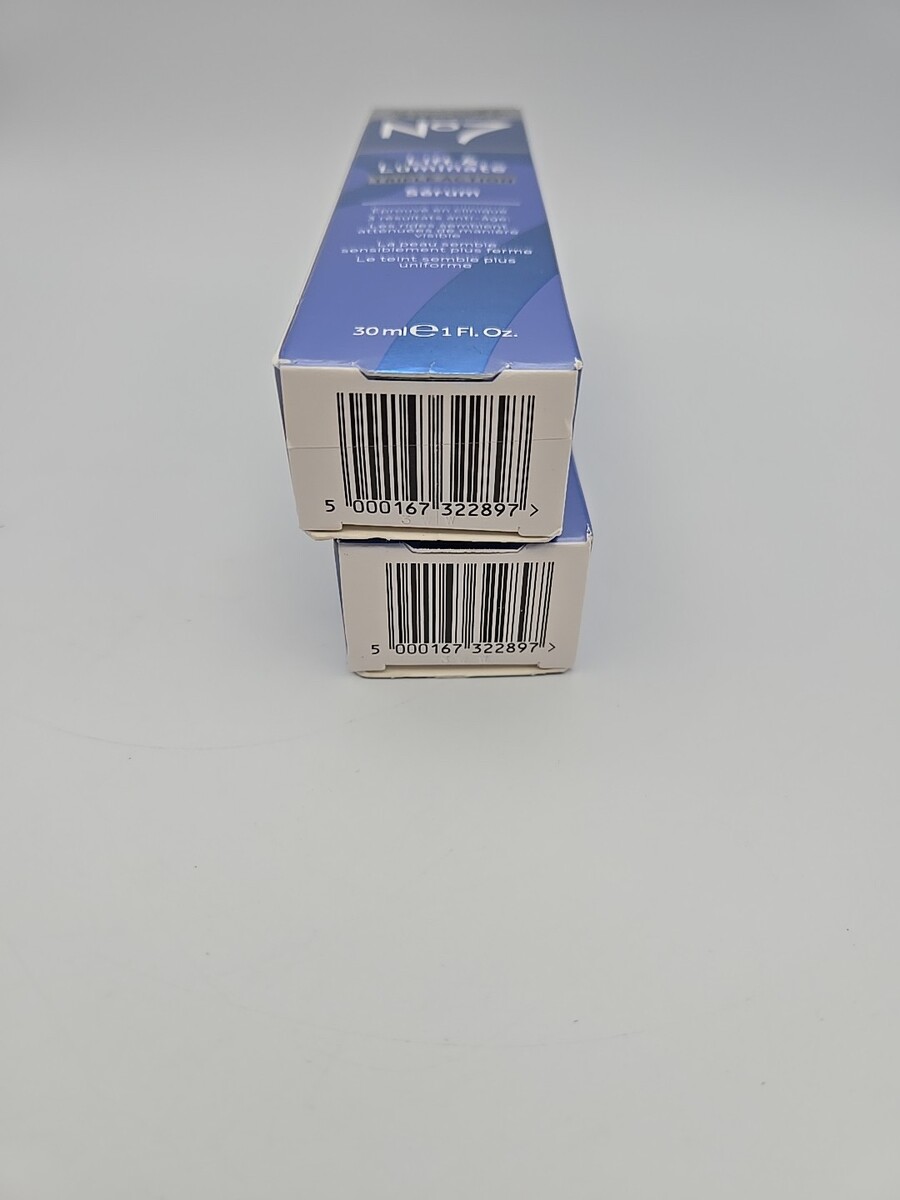 No7
Lift &
Luminate
TRIPLE ACTION
Sérum
Éprouvé en clinique
3 résultats anti-âge:
Les rides semblent
atténuées de manière
visible
La peau semble
sensiblement plus ferme
Le teint semble plus
uniforme
30 ml ℮ 1 Fl. Oz.
5 000167 322897 >
5 000167 322897 >